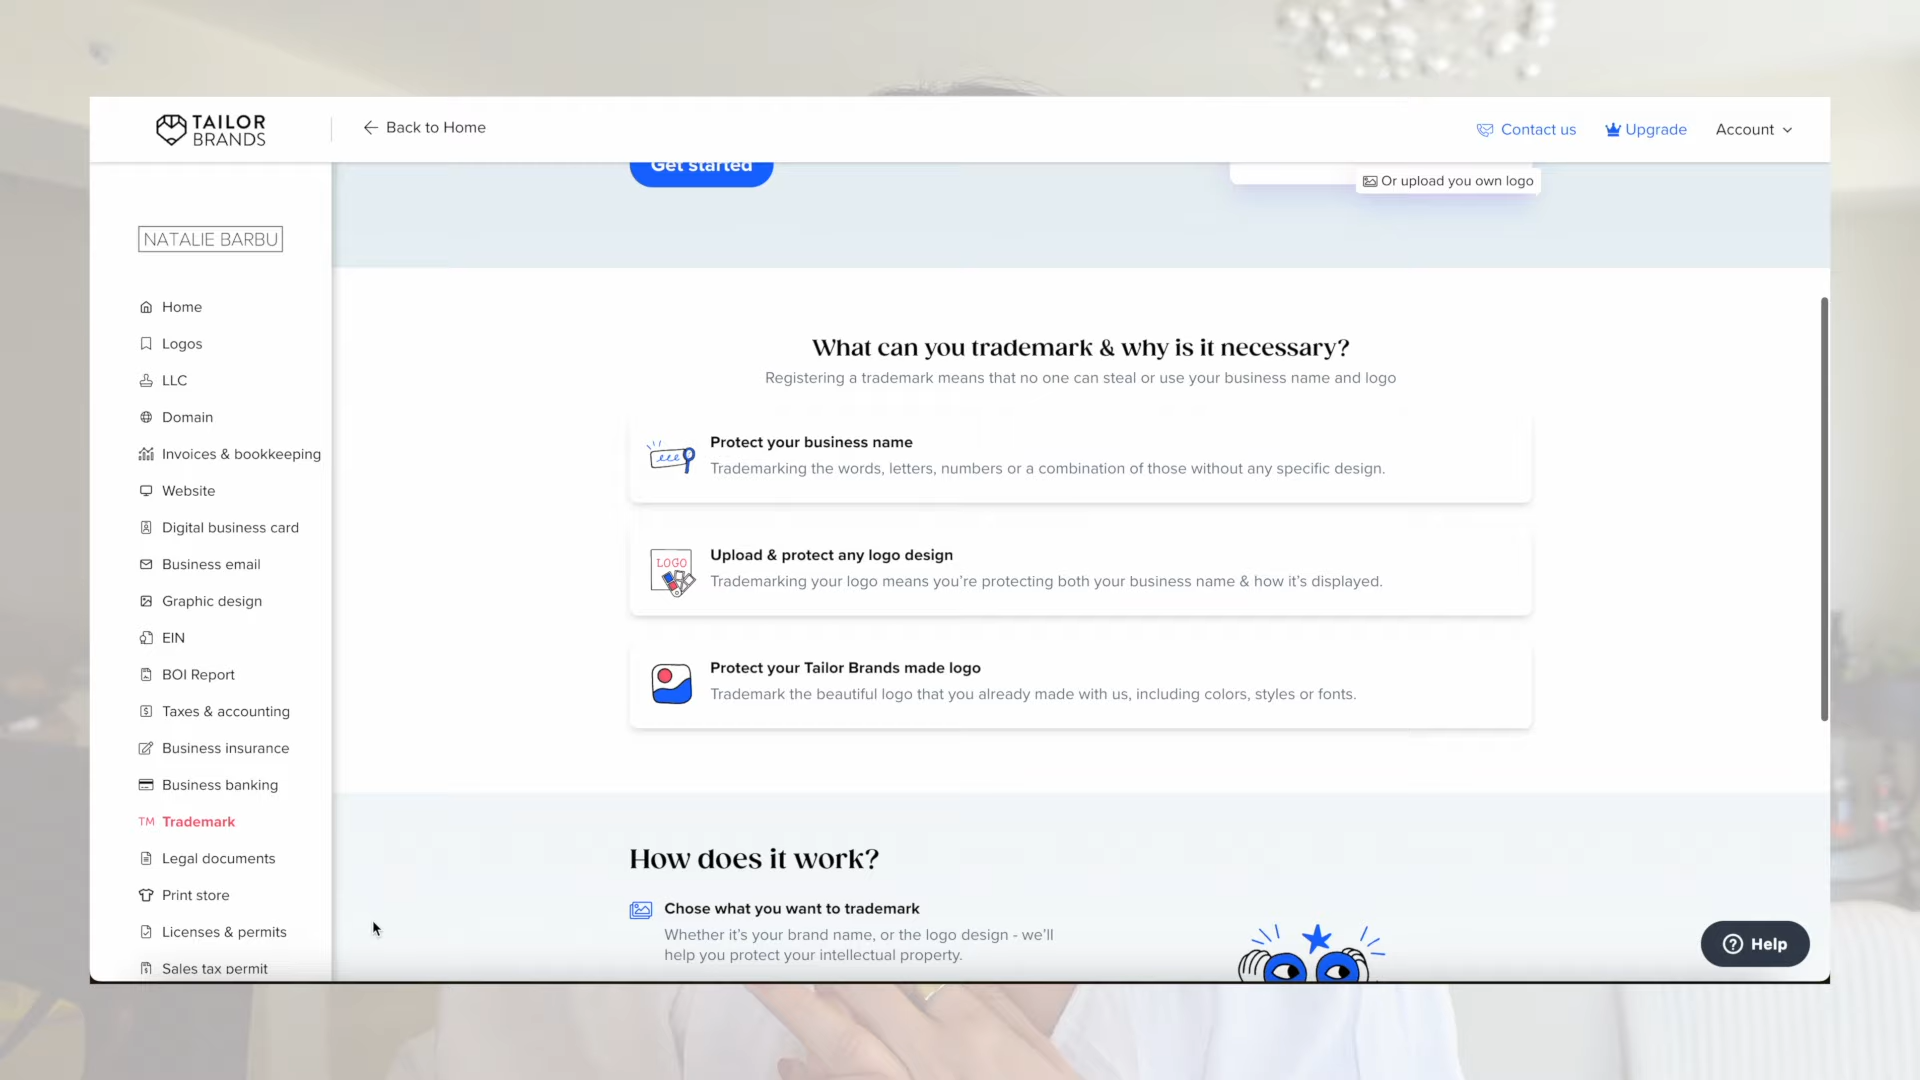 TAILOR
BRANDS
Back to Home
Contact us
Upgrade
Account
Get started
Or upload you own logo
NATALIE BARBU
Home
Logos
LLC
Domain
Invoices & bookkeeping
Website
Digital business card
Business email
Graphic design
EIN
BOI Report
Taxes & accounting
Business insurance
Business banking
TM Trademark
Legal documents
Print store
Licenses & permits
Sales tax permit
What can you trademark & why is it necessary?
Registering a trademark means that no one can steal or use your business name and logo
Protect your business name
Trademarking the words, letters, numbers or a combination of those without any specific design.
LOGO
Upload & protect any logo design
Trademarking your logo means you're protecting both your business name & how it's displayed.
Protect your Tailor Brands made logo
Trademark the beautiful logo that you already made with us, including colors, styles or fonts.
How does it work?
Chose what you want to trademark
Whether it's your brand name, or the logo design - we'll
help you protect your intellectual property.
Help